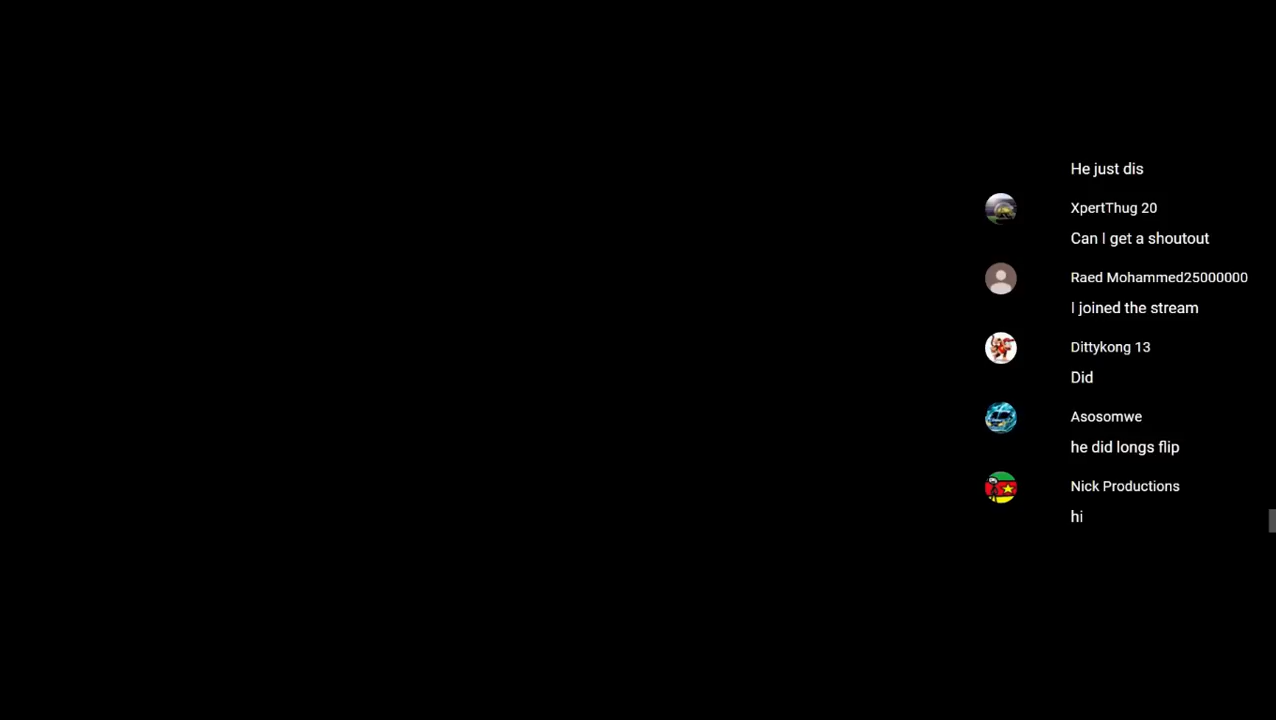 He just dis
XpertThug 20
Can I get a shoutout
Raed Mohammed25000000
I joined the stream
Dittykong 13
Did
Asosomwe
he did longs flip
Nick Productions
hi